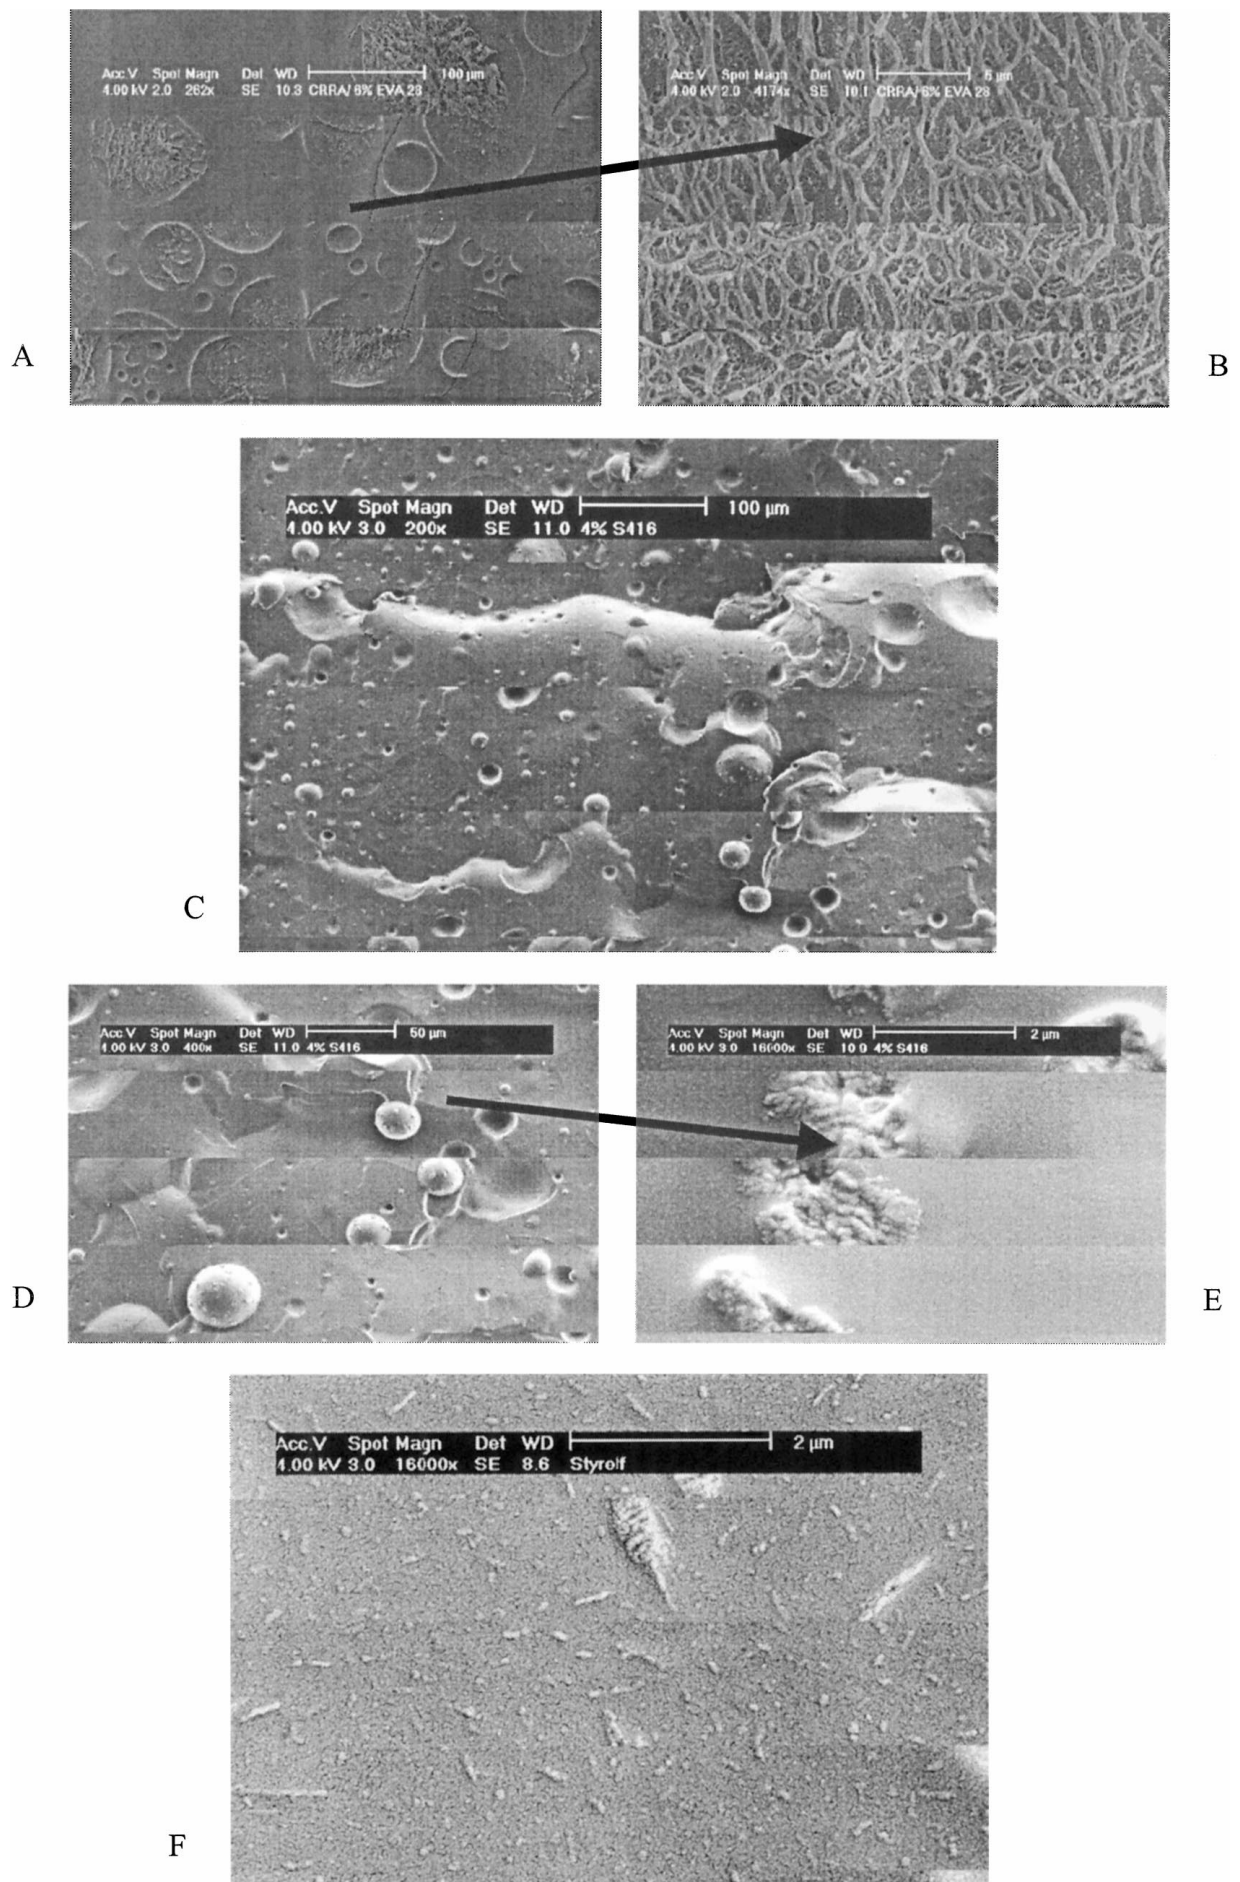 Acc.V Spot Magn Det WD 100 µm
4.00 kV 2.0 262x SE 10.3 CRRA/ 6% EVA 28
Acc.V Spot Magn Det WD 5 µm
4.00 kV 2.0 4174x SE 10.1 CRRA/ 6% EVA 28
A
B
Acc.V Spot Magn Det WD 100 µm
4.00 kV 3.0 200x SE 11.0 4% S416
C
Acc.V Spot Magn Det WD 50 µm
4.00 kV 3.0 400x SE 11.0 4% S416
Acc.V Spot Magn Det WD 2 µm
4.00 kV 3.0 16000x SE 10.9 4% S416
D
E
Acc.V Spot Magn Det WD 2 µm
4.00 kV 3.0 16000x SE 8.6 Styrelf
F